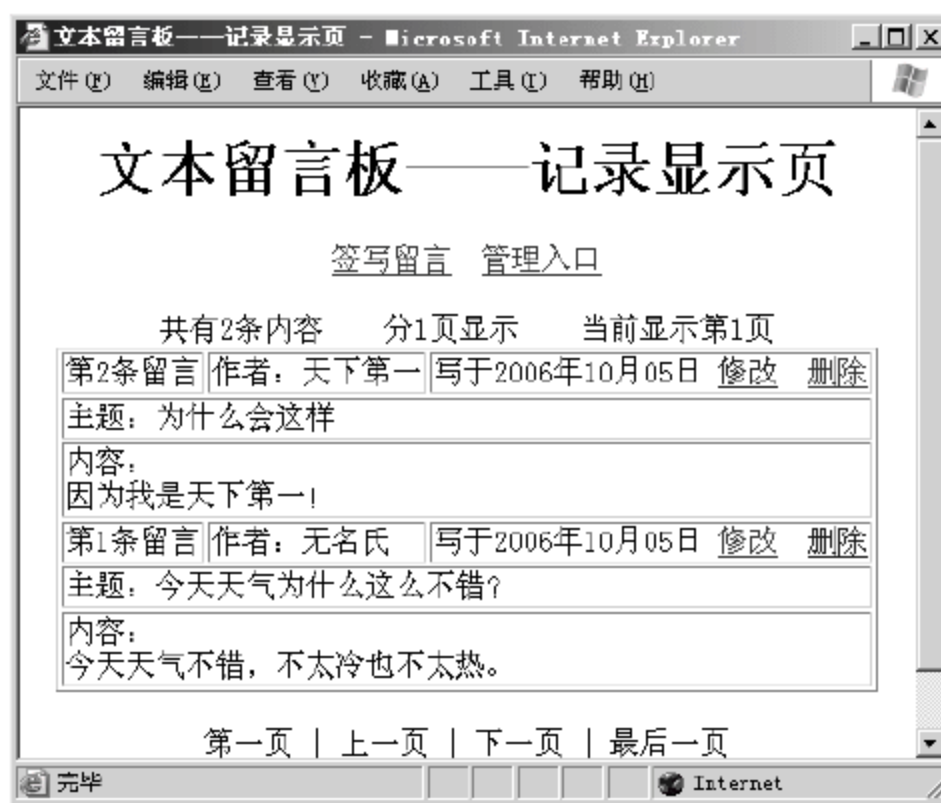 文本留言板——记录显示页 - Microsoft Internet Explorer
文件(F) 编辑(E) 查看(V) 收藏(A) 工具(T) 帮助(H)
文本留言板——记录显示页
签写留言 管理入口
共有2条内容 分1页显示 当前显示第1页
第2条留言 作者：天下第一 写于2006年10月05日 修改 删除
主题：为什么会这样
内容：
因为我是天下第一！
第1条留言 作者：无名氏 写于2006年10月05日 修改 删除
主题：今天天气为什么这么不错？
内容：
今天天气不错，不太冷也不太热。
第一页 | 上一页 | 下一页 | 最后一页
完毕 Internet